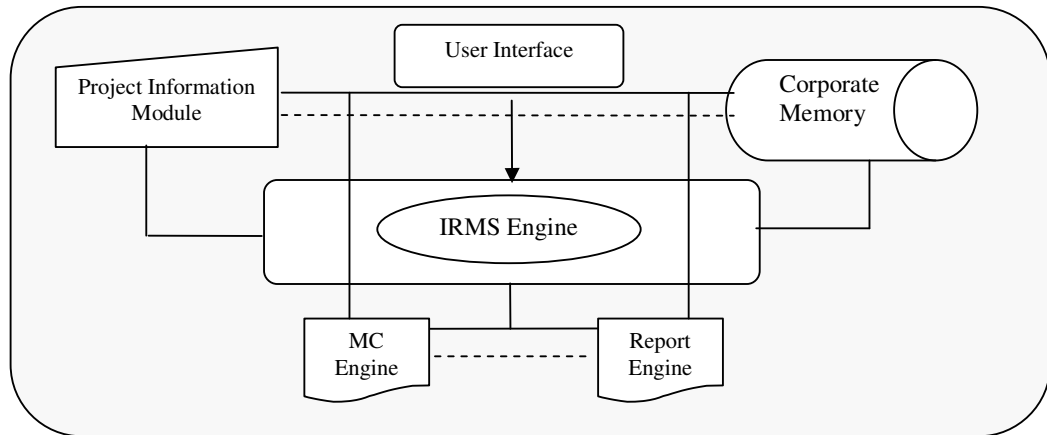 User Interface
Project Information
Module
Corporate
Memory
IRMS Engine
MC
Engine
Report
Engine